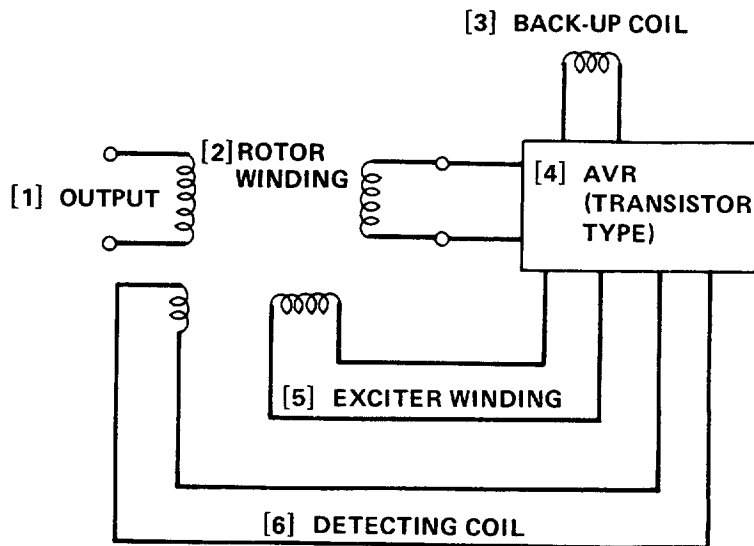 [3] BACK-UP COIL
[2] ROTOR
WINDING
[1] OUTPUT
[4] AVR
(TRANSISTOR
TYPE)
[5] EXCITER WINDING
[6] DETECTING COIL